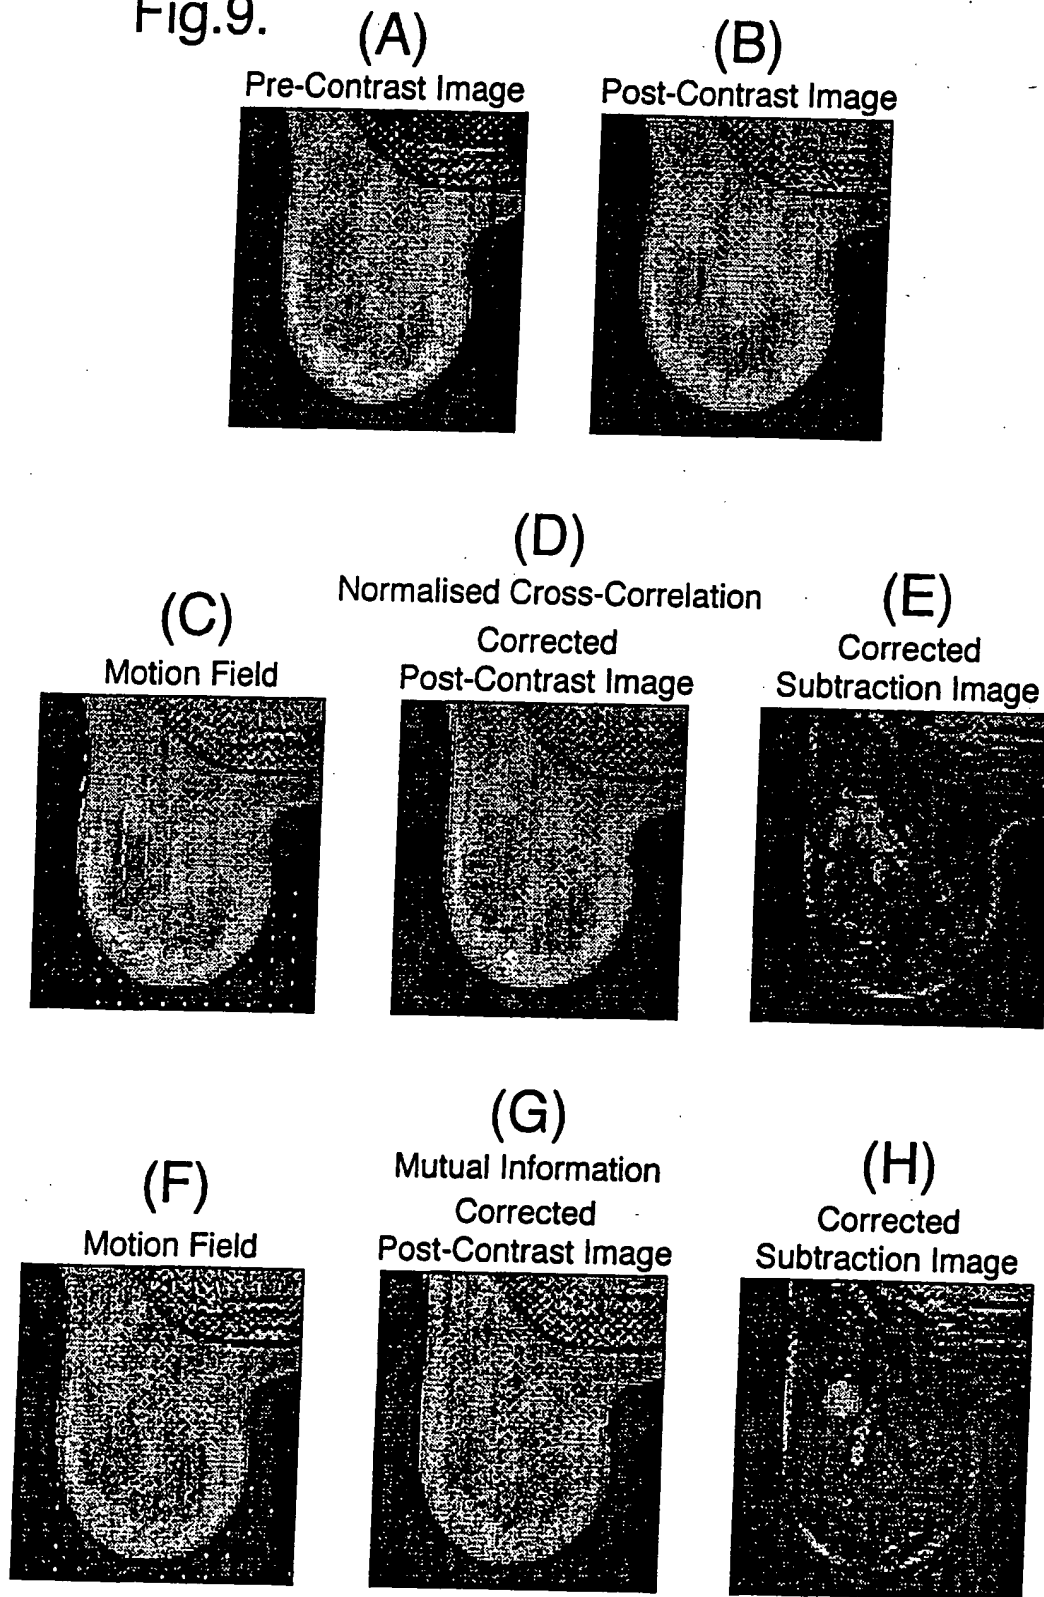 Fig.9.
(A)
Pre-Contrast Image
(B)
Post-Contrast Image
(C)
Motion Field
(D)
Normalised Cross-Correlation
Corrected
Post-Contrast Image
(E)
Corrected
Subtraction Image
(F)
Motion Field
(G)
Mutual Information
Corrected
Post-Contrast Image
(H)
Corrected
Subtraction Image